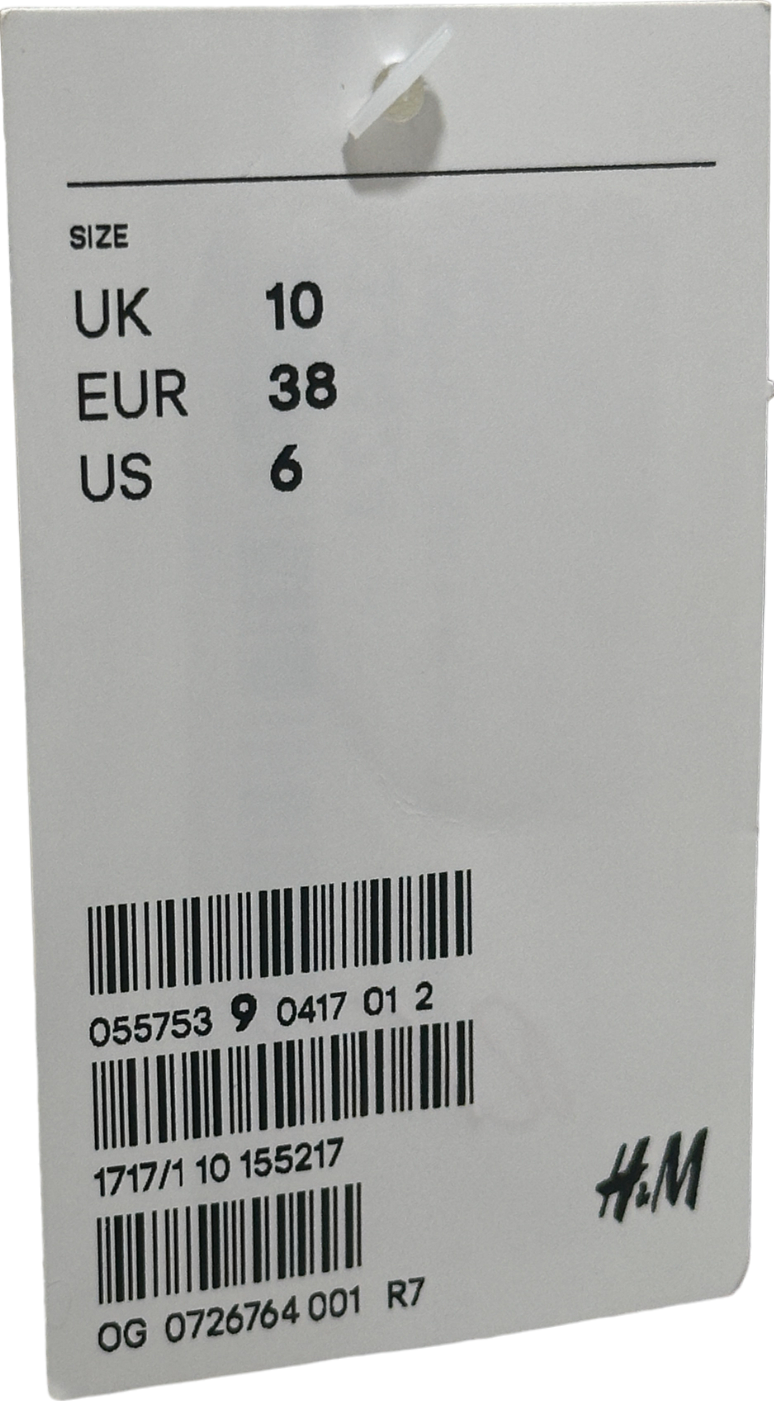 SIZE
UK 10
EUR 38
US 6
055753 9 0417 01 2
1717/1 10 155217
H&M
OG 0726764 001 R7